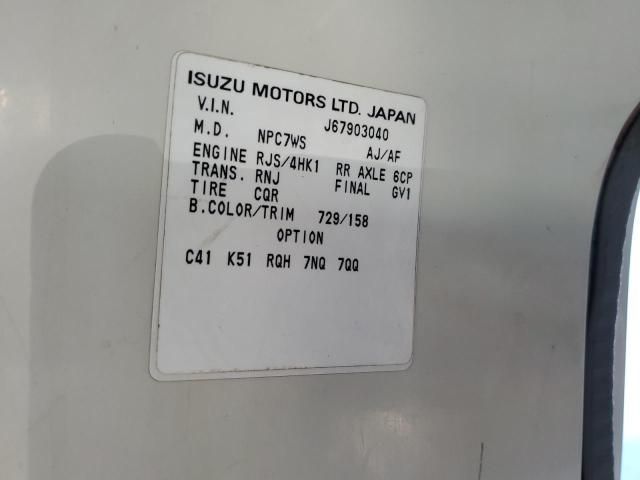 ISUZU MOTORS LTD. JAPAN
V.I.N. J67903040
M.D. NPC7WS AJ/AF
ENGINE RJS/4HK1 RR AXLE 6CP
TRANS. RNJ FINAL GV1
TIRE CQR
B.COLOR/TRIM 729/158
OPTION
C41 K51 RQH 7NQ 7QQ